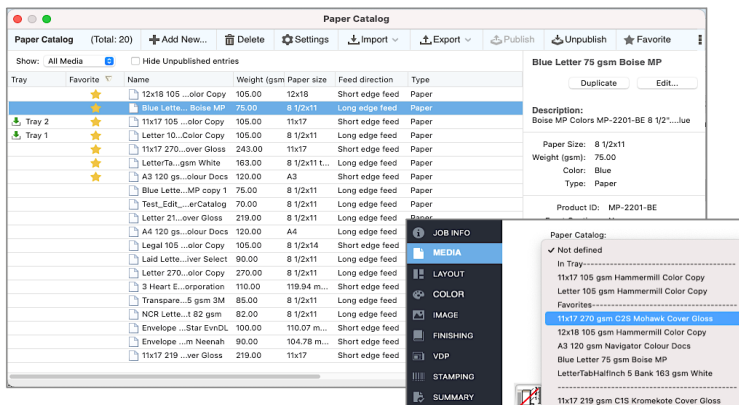 Paper Catalog
Paper Catalog (Total: 20) Add New... Delete Settings Import Export Publish Unpublish Favorite
Show: All Media Hide Unpublished entries
Tray Favorite Name Weight (gsm Paper size Feed direction Type
12x18 105 ...olor Copy 105.00 12x18 Short edge feed Paper
Blue Lette... Boise MP 75.00 8 1/2x11 Long edge feed Paper
Tray 2 11x17 105 ...olor Copy 105.00 11x17 Short edge feed Paper
Tray 1 Letter 10...Color Copy 105.00 8 1/2x11 Long edge feed Paper
11x17 270...over Gloss 243.00 11x17 Short edge feed Paper
LetterTa...gsm White 163.00 8 1/2x11 t... Long edge feed Paper
A3 120 gs...olour Docs 120.00 A3 Short edge feed Paper
Blue Lette...MP copy 1 75.00 8 1/2x11 Long edge feed Paper
Test_Edit_...erCatalog 70.00 8 1/2x11 Long edge feed Paper
Letter 21...over Gloss 219.00 8 1/2x11 Long edge feed Paper
A4 120 gs...olour Docs 120.00 A4 Long edge feed
Legal 105 ...olor Copy 105.00 8 1/2x14 Short edge feed
Laid Lette...iver Select 90.00 8 1/2x11 Long edge feed
Letter 270...olor Copy 270.00 8 1/2x11 Long edge feed
3 Heart E...orporation 110.00 119.94 m... Short edge feed
Transpare...5 gsm 3M 85.00 8 1/2x11 Long edge feed
NCR Lette...t 82 gsm 82.00 8 1/2x11 Long edge feed
Envelope ...Star EvnDL 100.00 110.07 m... Short edge feed
Envelope ...m Neenah 90.00 104.78 m... Short edge feed
11x17 219 ...ver Gloss 219.00 11x17 Short edge feed
Blue Letter 75 gsm Boise MP
Duplicate Edit...
Description:
Boise MP Colors MP-2201-BE 8 1/2"....lue
Paper Size: 8 1/2x11
Weight (gsm): 75.00
Color: Blue
Type: Paper
Product ID: MP-2201-BE
JOB INFO
MEDIA
LAYOUT
COLOR
IMAGE
FINISHING
VDP
STAMPING
SUMMARY
Paper Catalog:
Not defined
In Tray
11x17 105 gsm Hammermill Color Copy
Letter 105 gsm Hammermill Color Copy
Favorites
11x17 270 gsm C2S Mohawk Cover Gloss
12x18 105 gsm Hammermill Color Copy
A3 120 gsm Navigator Colour Docs
Blue Letter 75 gsm Boise MP
LetterTabHalfInch 5 Bank 163 gsm White
11x17 219 gsm C1S Kromekote Cover Gloss